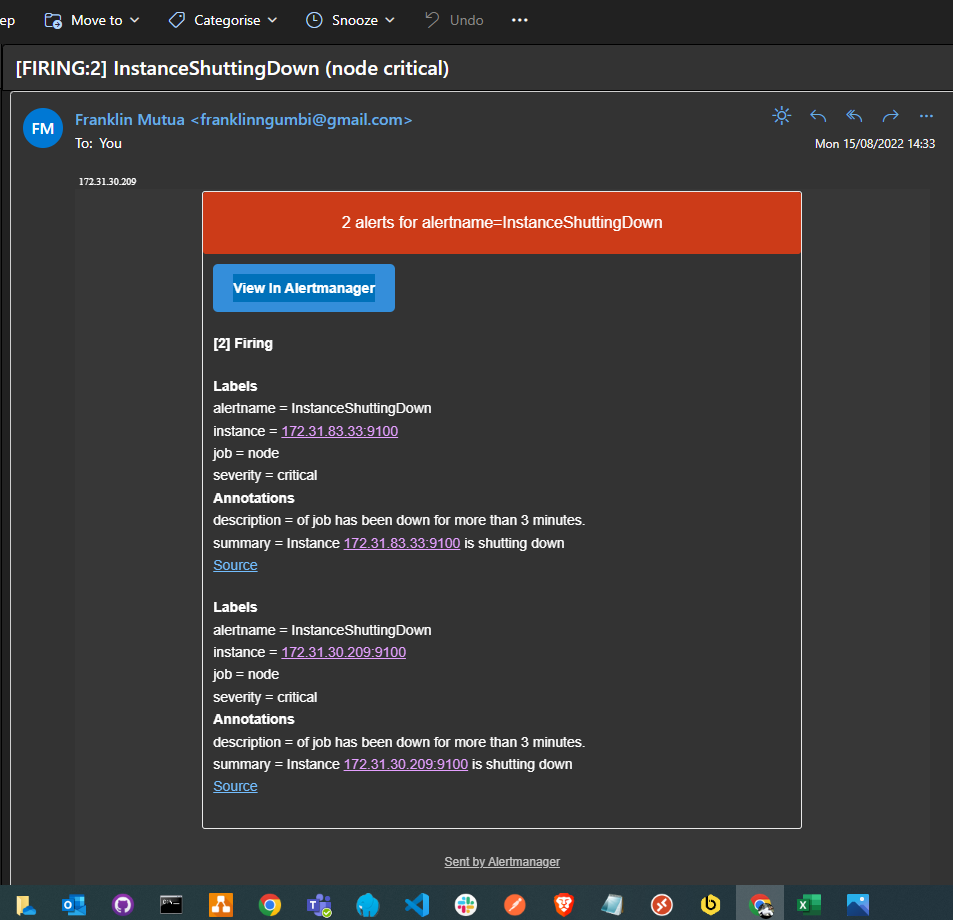 ep Move to Categorise Snooze Undo
[FIRING:2] InstanceShuttingDown (node critical)
FM
Franklin Mutua <franklinngumbi@gmail.com>
To: You
Mon 15/08/2022 14:33
172.31.30.209
2 alerts for alertname=InstanceShuttingDown
View In Alertmanager
[2] Firing
Labels
alertname = InstanceShuttingDown
instance = 172.31.83.33:9100
job = node
severity = critical
Annotations
description = of job has been down for more than 3 minutes.
summary = Instance 172.31.83.33:9100 is shutting down
Source
Labels
alertname = InstanceShuttingDown
instance = 172.31.30.209:9100
job = node
severity = critical
Annotations
description = of job has been down for more than 3 minutes.
summary = Instance 172.31.30.209:9100 is shutting down
Source
Sent by Alertmanager